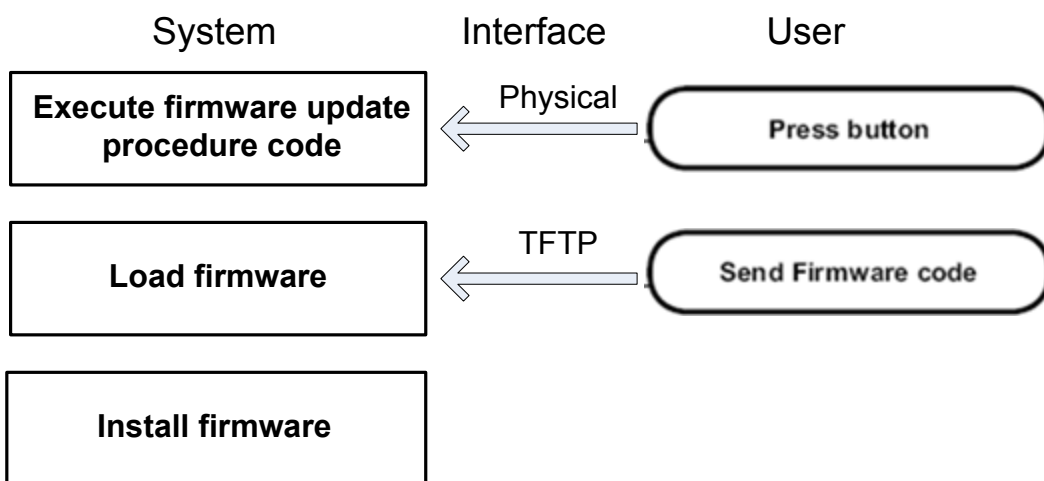 System Interface User
Execute firmware update
procedure code
Physical
Press button
Load firmware
TFTP
Send Firmware code
Install firmware